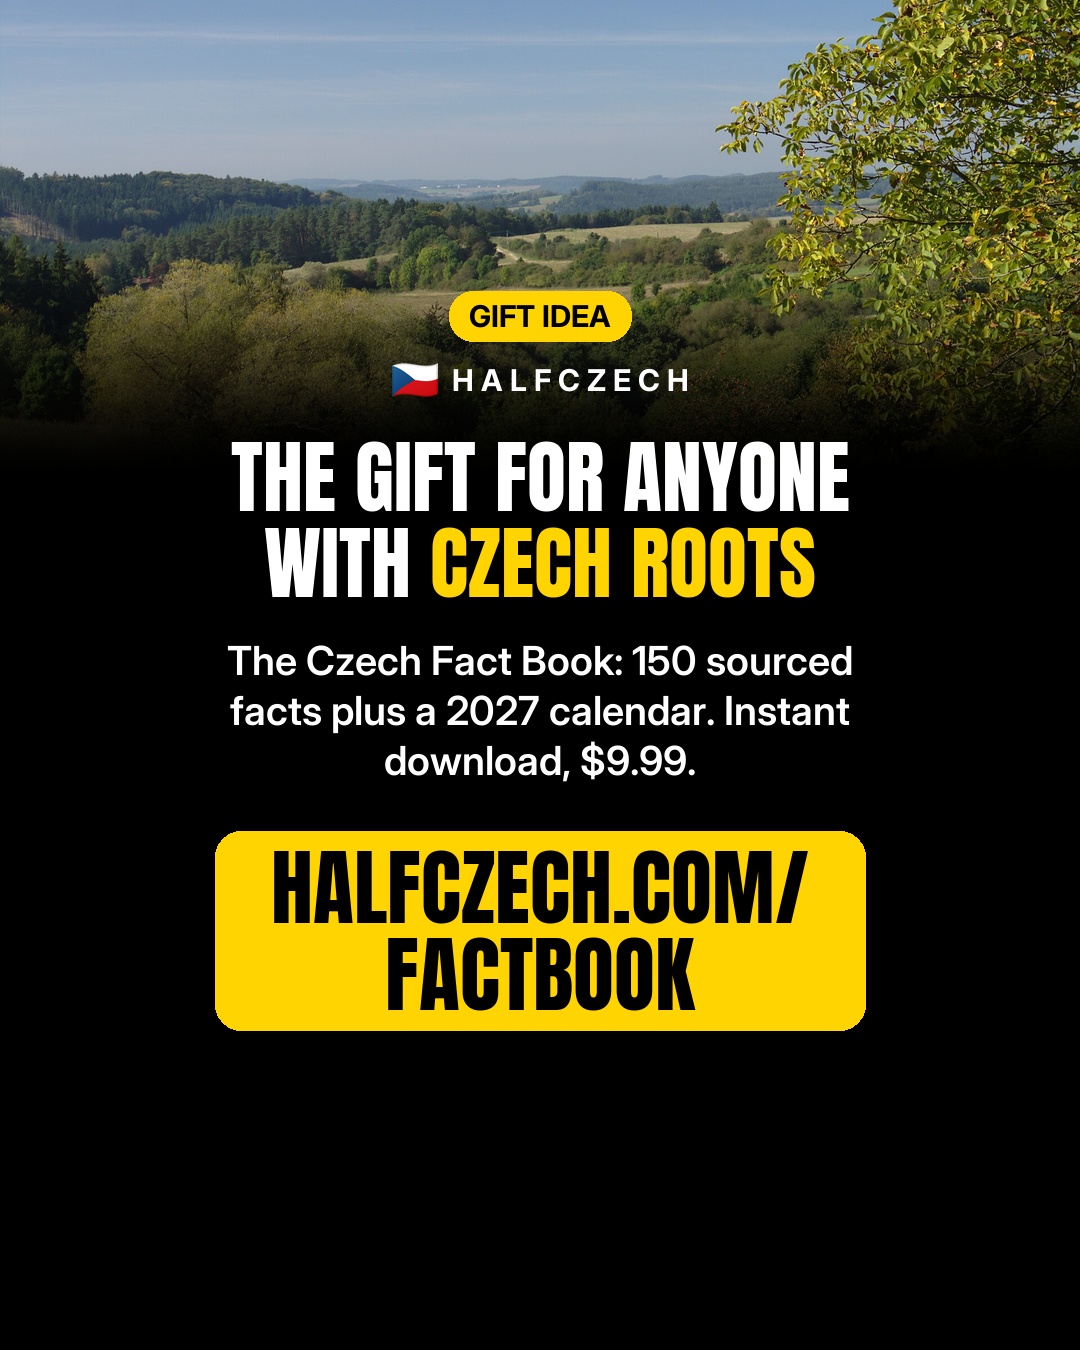 GIFT IDEA
HALFCZECH
THE GIFT FOR ANYONE
WITH CZECH ROOTS
The Czech Fact Book: 150 sourced
facts plus a 2027 calendar. Instant
download, $9.99.
HALFCZECH.COM/
FACTBOOK